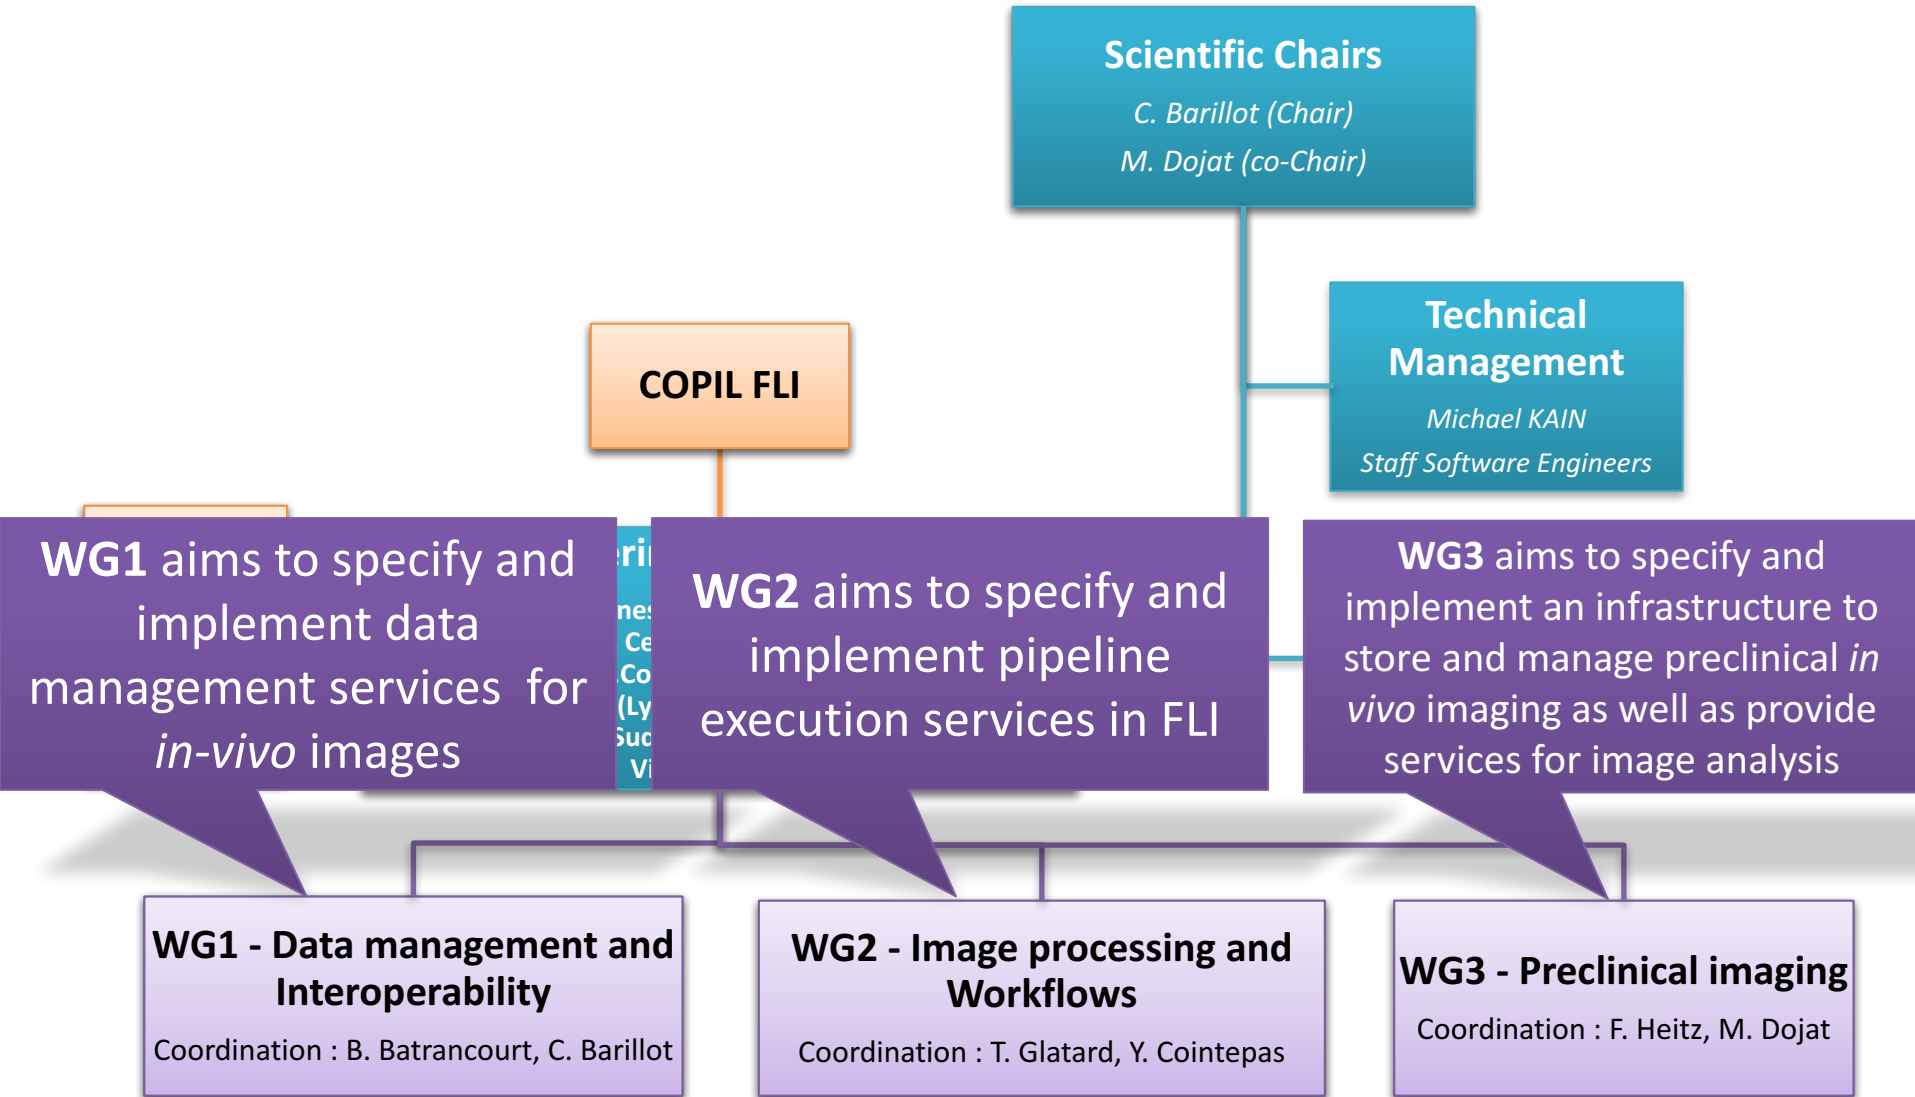 Scientific Chairs
C. Barillot (Chair)
M. Dojat (co-Chair)
Technical
Management
Michael KAIN
Staff Software Engineers
COPIL FLI
WG1 aims to specify and
implement data
management services for
in-vivo images
WG2 aims to specify and
implement pipeline
execution services in FLI
WG3 aims to specify and
implement an infrastructure to
store and manage preclinical in
vivo imaging as well as provide
services for image analysis
WG1 - Data management and
Interoperability
Coordination : B. Batrancourt, C. Barillot
WG2 - Image processing and
Workflows
Coordination : T. Glatard, Y. Cointepas
WG3 - Preclinical imaging
Coordination : F. Heitz, M. Dojat